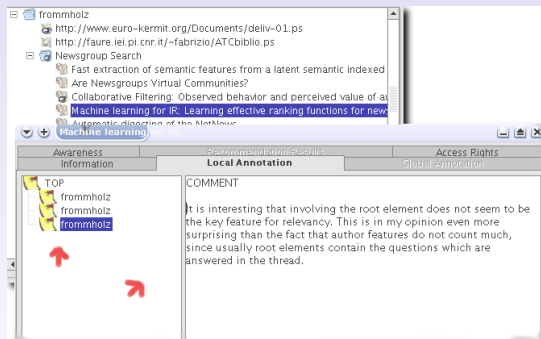 frommholz
http://www.euro-kermit.org/Documents/deliv-01.ps
http://faure.iei.pi.cnr.it/~fabrizio/ATCbiblio.ps
Newsgroup Search
Fast extraction of semantic features from a latent semantic indexed
Are Newsgroups Virtual Communities?
Collaborative Filtering: Observed behavior and perceived value of au
Machine learning for IR: Learning effective ranking functions for news
Automatic digesting of the NetNews
Machine learning for IR:
Awareness Recommendation Results Access Rights
Information Local Annotation Global Annotation
TOP
frommholz
frommholz
frommholz
COMMENT
It is interesting that involving the root element does not seem to be
the key feature for relevancy. This is in my opinion even more
surprising than the fact that author features do not count much,
since usually root elements contain the questions which are
answered in the thread.